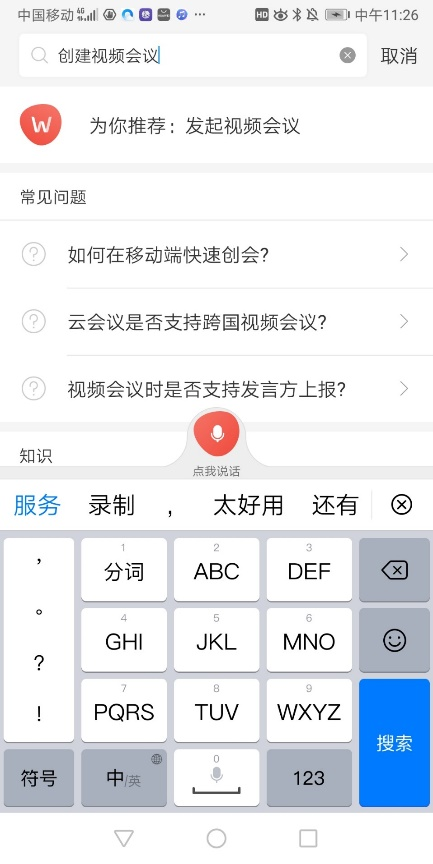 中国移动 4G HD 中午11:26
创建视频会议 取消
W 为你推荐：发起视频会议
常见问题
如何在移动端快速创会?
云会议是否支持跨国视频会议?
视频会议时是否支持发言方上报?
知识
点我说话
服务 录制 ， 太好用 还有
， 1 分词 2 ABC 3 DEF
。 4 GHI 5 JKL 6 MNO
？
！ 7 PQRS 8 TUV 9 WXYZ 搜索
符号 中/英 0 123